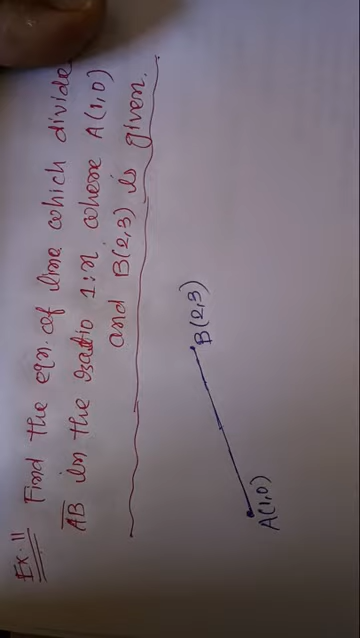 Ex. 11 Find the eqn. of line which divide
AB in the ratio 1:n where A(1,0)
and B(2,3) is given.
B(2,3)
A(1,0)